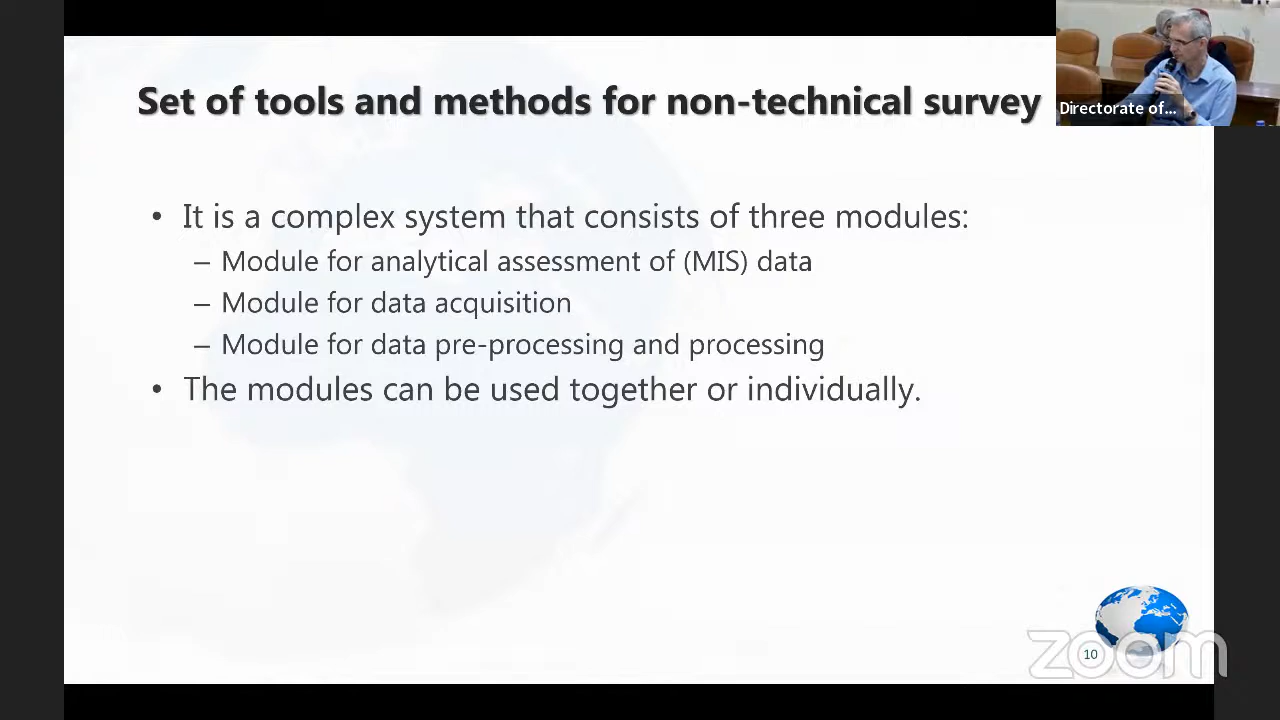 Set of tools and methods for non-technical survey
Directorate of...
• It is a complex system that consists of three modules:
– Module for analytical assessment of (MIS) data
– Module for data acquisition
– Module for data pre-processing and processing
• The modules can be used together or individually.
10
zoom